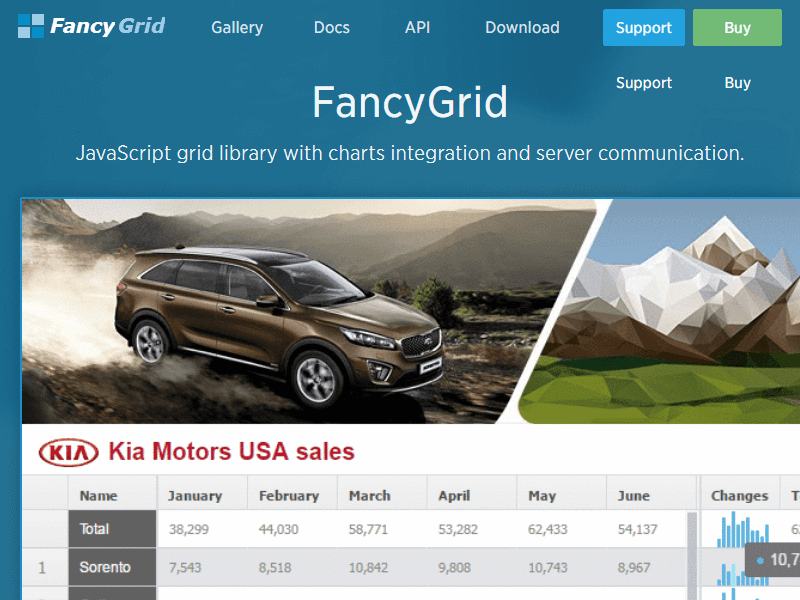 FancyGrid Gallery Docs API Download Support Buy
Support Buy
FancyGrid
JavaScript grid library with charts integration and server communication.
KIA Kia Motors USA sales
Name January February March April May June Changes
Total 38,299 44,030 58,771 53,282 62,433 54,137
1 Sorento 7,543 8,518 10,842 9,808 10,743 8,967